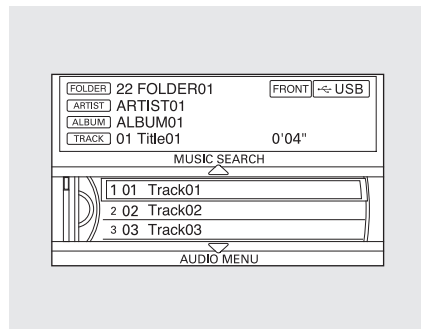 FOLDER 22 FOLDER01 FRONT USB
ARTIST ARTIST01
ALBUM ALBUM01
TRACK 01 Title01 0'04"
MUSIC SEARCH
1 01 Track01
2 02 Track02
3 03 Track03
AUDIO MENU